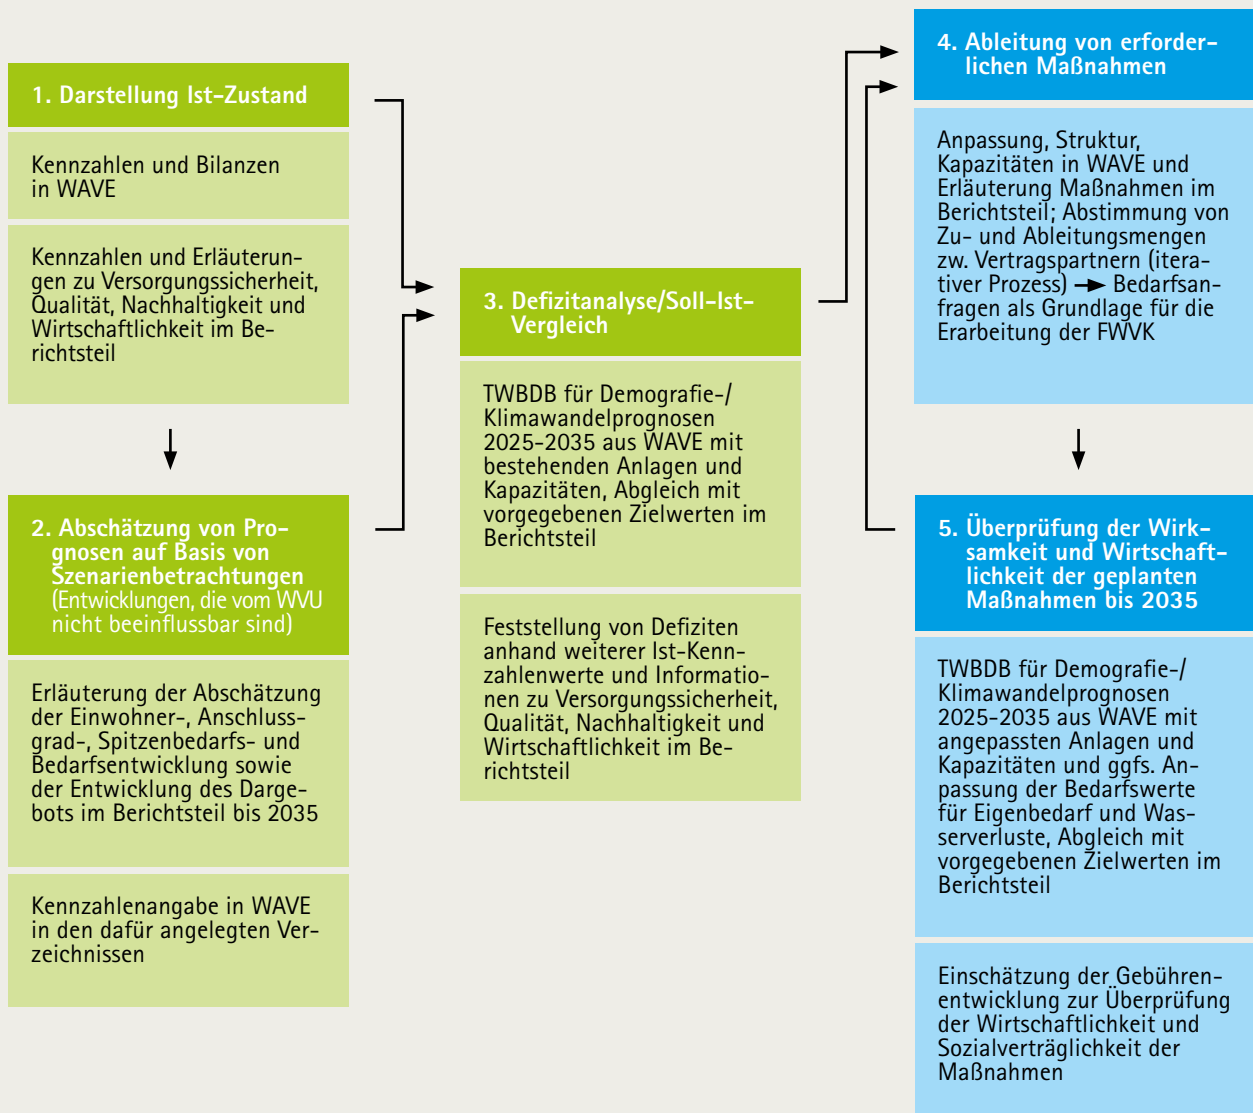 1. Darstellung Ist-Zustand
Kennzahlen und Bilanzen
in WAVE
Kennzahlen und Erläuterun-
gen zu Versorgungssicherheit,
Qualität, Nachhaltigkeit und
Wirtschaftlichkeit im Be-
richtsteil
2. Abschätzung von Pro-
gnosen auf Basis von
Szenarienbetrachtungen
(Entwicklungen, die vom WVU
nicht beeinflussbar sind)
Erläuterung der Abschätzung
der Einwohner-, Anschluss-
grad-, Spitzenbedarfs- und
Bedarfsentwicklung sowie
der Entwicklung des Darge-
bots im Berichtsteil bis 2035
Kennzahlenangabe in WAVE
in den dafür angelegten Ver-
zeichnissen
3. Defizitanalyse/Soll-Ist-
Vergleich
TWBDB für Demografie-/
Klimawandelprognosen
2025-2035 aus WAVE mit
bestehenden Anlagen und
Kapazitäten, Abgleich mit
vorgegebenen Zielwerten im
Berichtsteil
Feststellung von Defiziten
anhand weiterer Ist-Kenn-
zahlenwerte und Informatio-
nen zu Versorgungssicherheit,
Qualität, Nachhaltigkeit und
Wirtschaftlichkeit im Be-
richtsteil
4. Ableitung von erforder-
lichen Maßnahmen
Anpassung, Struktur,
Kapazitäten in WAVE und
Erläuterung Maßnahmen im
Berichtsteil; Abstimmung von
Zu- und Ableitungsmengen
zw. Vertragspartnern (itera-
tiver Prozess) → Bedarfsan-
fragen als Grundlage für die
Erarbeitung der FWVK
5. Überprüfung der Wirk-
samkeit und Wirtschaft-
lichkeit der geplanten
Maßnahmen bis 2035
TWBDB für Demografie-/
Klimawandelprognosen
2025-2035 aus WAVE mit
angepassten Anlagen und
Kapazitäten und ggfs. An-
passung der Bedarfswerte
für Eigenbedarf und Was-
serverluste, Abgleich mit
vorgegebenen Zielwerten im
Berichtsteil
Einschätzung der Gebühren-
entwicklung zur Überprüfung
der Wirtschaftlichkeit und
Sozialverträglichkeit der
Maßnahmen